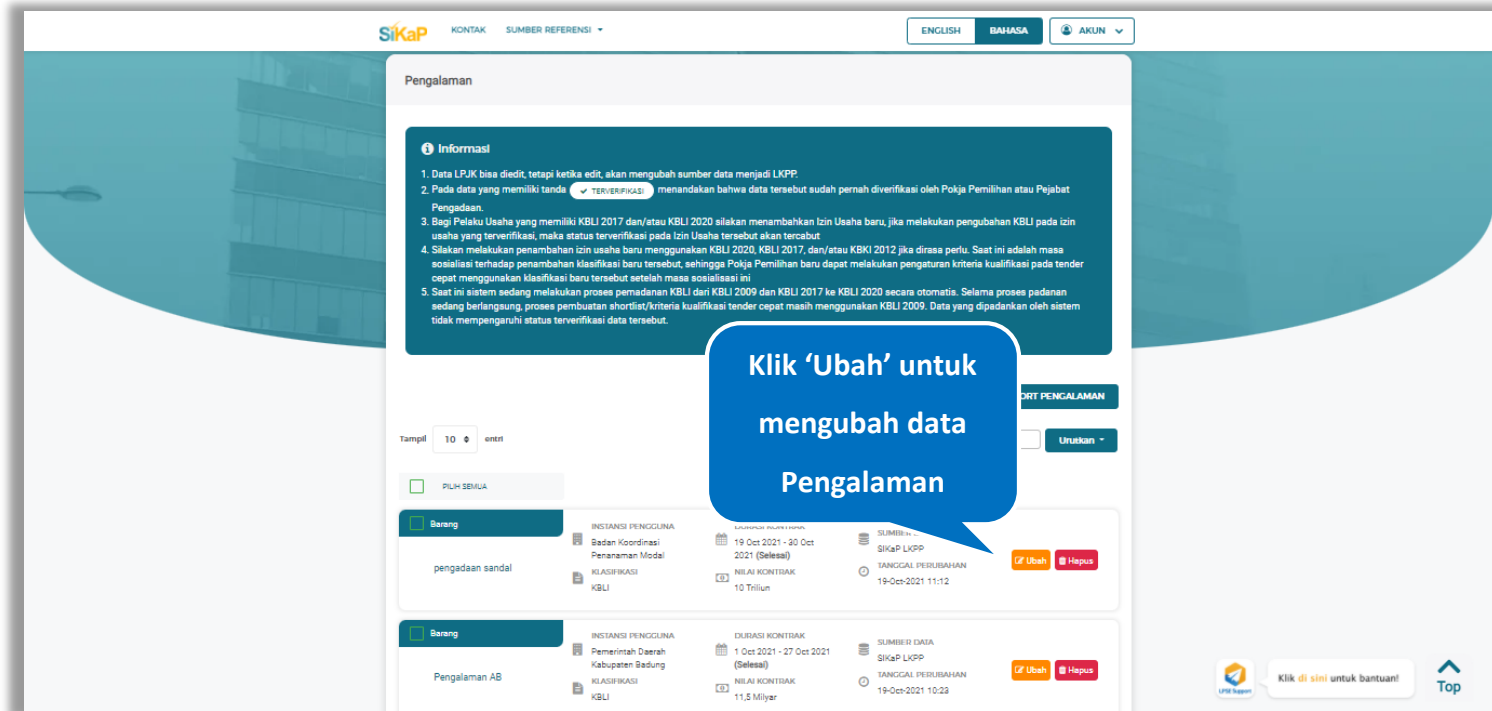 SiKaP KONTAK SUMBER REFERENSI ENGLISH BAHASA AKUN
Pengalaman
Informasi
1. Data LPJK bisa diedit, tetapi ketika edit, akan mengubah sumber data menjadi LKPP.
2. Pada data yang memiliki tanda TERVERIFIKASI menandakan bahwa data tersebut sudah pernah diverifikasi oleh Pokja Pemilihan atau Pejabat
Pengadaan.
3. Bagi Pelaku Usaha yang memiliki KBLI 2017 dan/atau KBLI 2020 silakan menambahkan Izin Usaha baru, jika melakukan pengubahan KBLI pada izin
usaha yang terverifikasi, maka status terverifikasi pada Izin Usaha tersebut akan tercabut
4. Silakan melakukan penambahan izin usaha baru menggunakan KBLI 2020, KBLI 2017, dan/atau KBKI 2012 jika dirasa perlu. Saat ini adalah masa
sosialiasi terhadap penambahan klasifikasi baru tersebut, sehingga Pokja Pemilihan baru dapat melakukan pengaturan kriteria kualifikasi pada tender
cepat menggunakan klasifikasi baru tersebut setelah masa sosialisasi ini
5. Saat ini sistem sedang melakukan proses pemadanan KBLI dari KBLI 2009 dan KBLI 2017 ke KBLI 2020 secara otomatis. Selama proses padanan
sedang berlangsung, proses pembuatan shortlist/kriteria kualifikasi tender cepat masih menggunakan KBLI 2009. Data yang dipadankan oleh sistem
tidak mempengaruhi status terverifikasi data tersebut.
Klik ‘Ubah’ untuk
mengubah data
Pengalaman
PENGALAMAN
Tampil 10 entri Urutkan
PILIH SEMUA
Barang
pengadaan sandal
INSTANSI PENGGUNA
Badan Koordinasi
Penanaman Modal
KLASIFIKASI
KBLI
DURASI KONTRAK
19 Oct 2021 - 30 Oct
2021 (Selesai)
NILAI KONTRAK
10 Triliun
SIKaP LKPP
TANGGAL PERUBAHAN
19-Oct-2021 11:12
Ubah Hapus
Barang
Pengalaman AB
INSTANSI PENGGUNA
Pemerintah Daerah
Kabupaten Badung
KLASIFIKASI
KBLI
DURASI KONTRAK
1 Oct 2021 - 27 Oct 2021
(Selesai)
NILAI KONTRAK
11,5 Milyar
SUMBER DATA
SIKaP LKPP
TANGGAL PERUBAHAN
19-Oct-2021 10:23
Ubah Hapus
LPSE Support
Klik di sini untuk bantuan!
Top